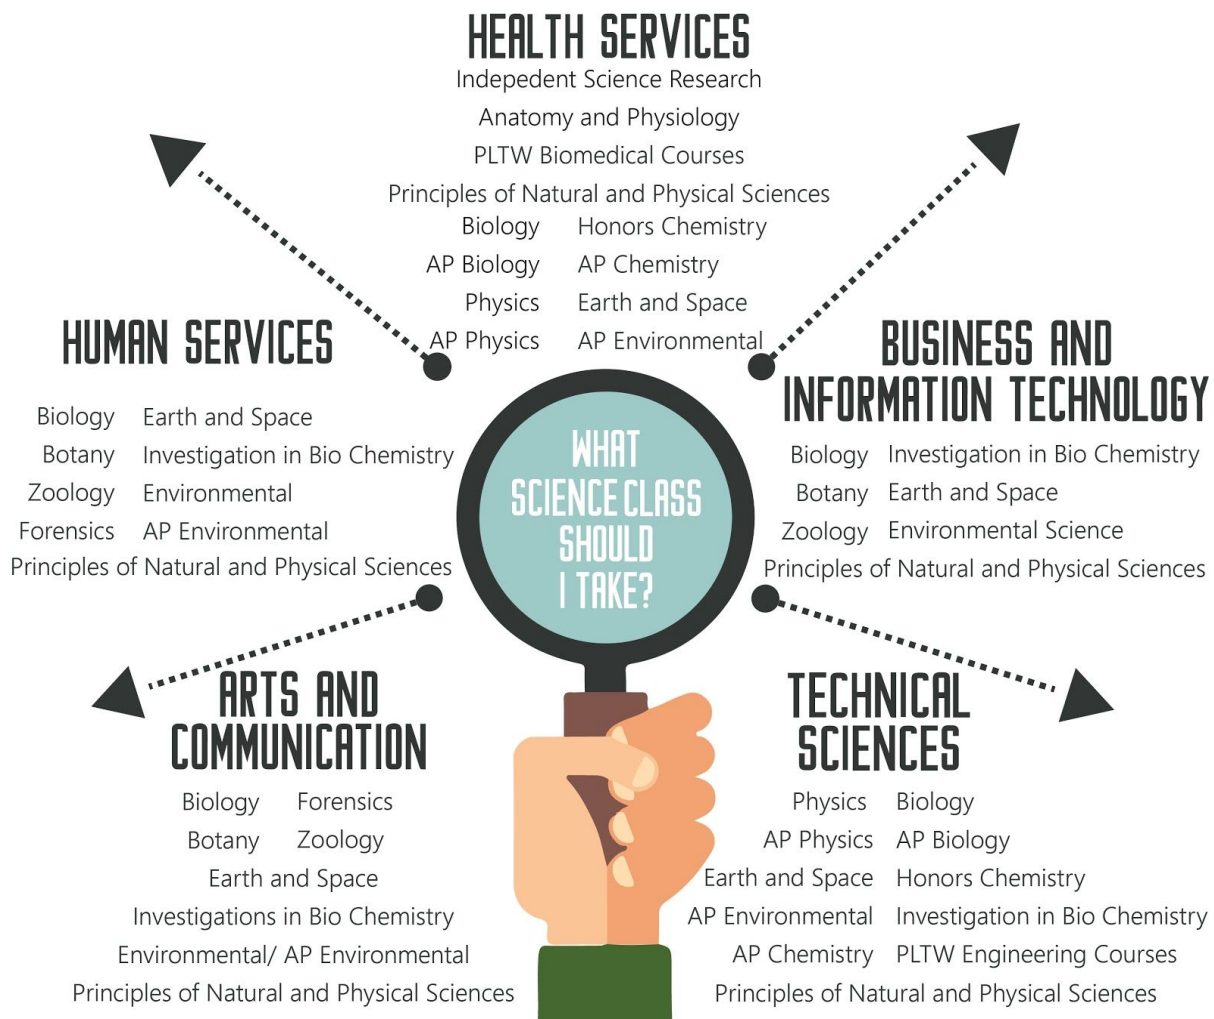 HEALTH SERVICES
Indepedent Science Research
Anatomy and Physiology
PLTW Biomedical Courses
Principles of Natural and Physical Sciences
Biology Honors Chemistry
AP Biology AP Chemistry
Physics Earth and Space
AP Physics AP Environmental
HUMAN SERVICES
Biology Earth and Space
Botany Investigation in Bio Chemistry
Zoology Environmental
Forensics AP Environmental
Principles of Natural and Physical Sciences
WHAT
SCIENCE CLASS
SHOULD
I TAKE?
BUSINESS AND
INFORMATION TECHNOLOGY
Biology Investigation in Bio Chemistry
Botany Earth and Space
Zoology Environmental Science
Principles of Natural and Physical Sciences
ARTS AND
COMMUNICATION
Biology Forensics
Botany Zoology
Earth and Space
Investigations in Bio Chemistry
Environmental/ AP Environmental
Principles of Natural and Physical Sciences
TECHNICAL
SCIENCES
Physics Biology
AP Physics AP Biology
Earth and Space Honors Chemistry
AP Environmental Investigation in Bio Chemistry
AP Chemistry PLTW Engineering Courses
Principles of Natural and Physical Sciences